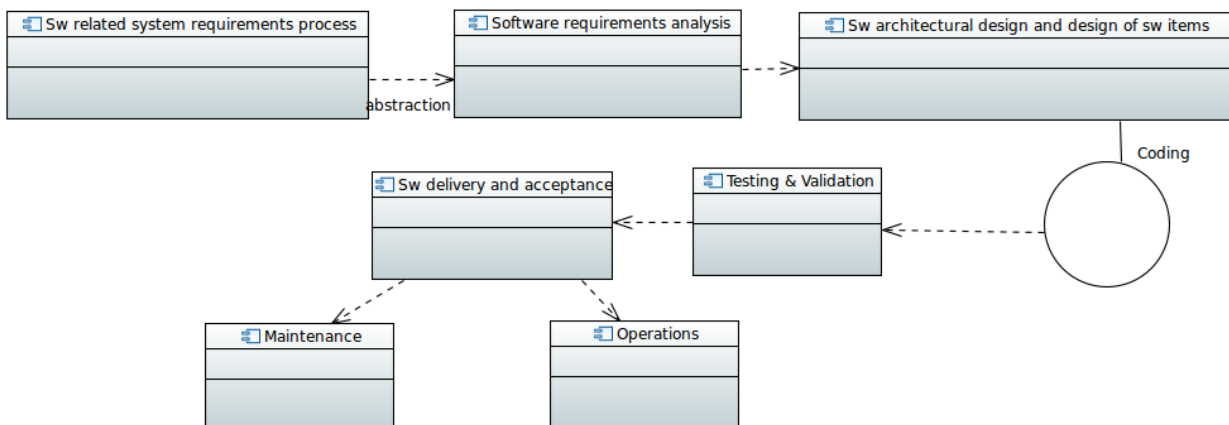 Sw related system requirements process
Software requirements analysis
Sw architectural design and design of sw items
abstraction
Coding
Sw delivery and acceptance
Testing & Validation
Maintenance
Operations